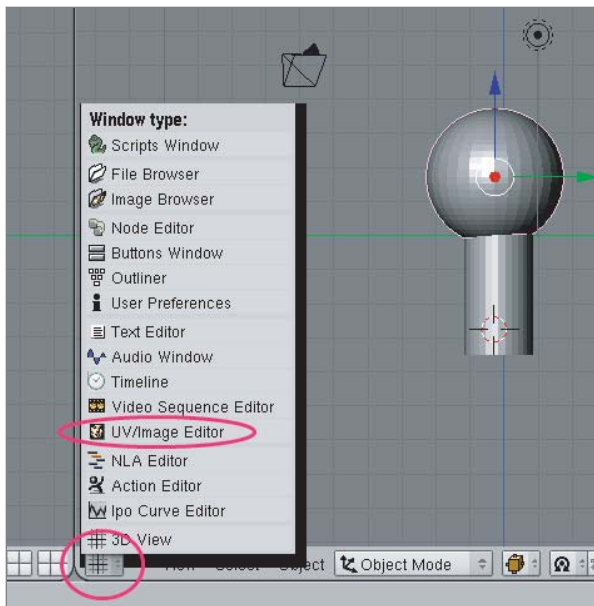 Window type:
Scripts Window
File Browser
Image Browser
Node Editor
Buttons Window
Outliner
User Preferences
Text Editor
Audio Window
Timeline
Video Sequence Editor
UV/Image Editor
NLA Editor
Action Editor
Ipo Curve Editor
3D View
View Select Object Object Mode